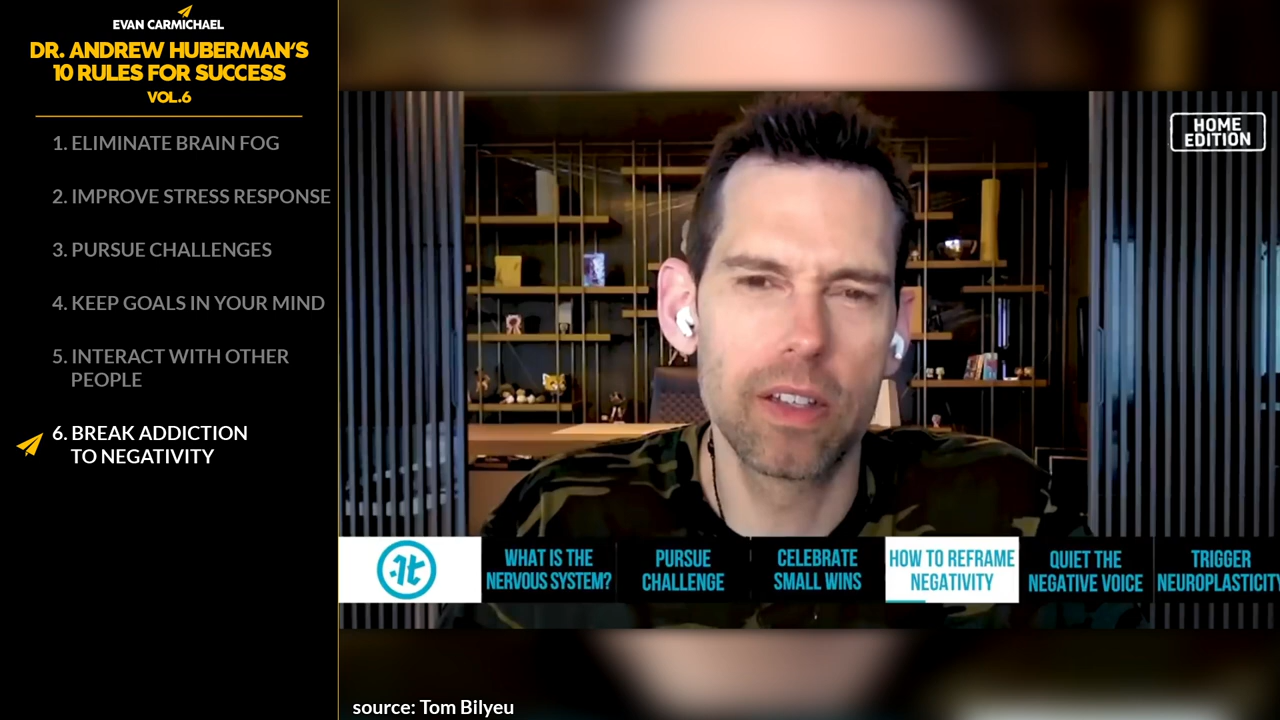 EVAN CARMICHAEL
DR. ANDREW HUBERMAN'S
10 RULES FOR SUCCESS
VOL.6
1. ELIMINATE BRAIN FOG
2. IMPROVE STRESS RESPONSE
3. PURSUE CHALLENGES
4. KEEP GOALS IN YOUR MIND
5. INTERACT WITH OTHER
PEOPLE
6. BREAK ADDICTION
TO NEGATIVITY
HOME
EDITION
WHAT IS THE
NERVOUS SYSTEM?
PURSUE
CHALLENGE
CELEBRATE
SMALL WINS
HOW TO REFRAME
NEGATIVITY
QUIET THE
NEGATIVE VOICE
TRIGGER
NEUROPLASTICITY
source: Tom Bilyeu